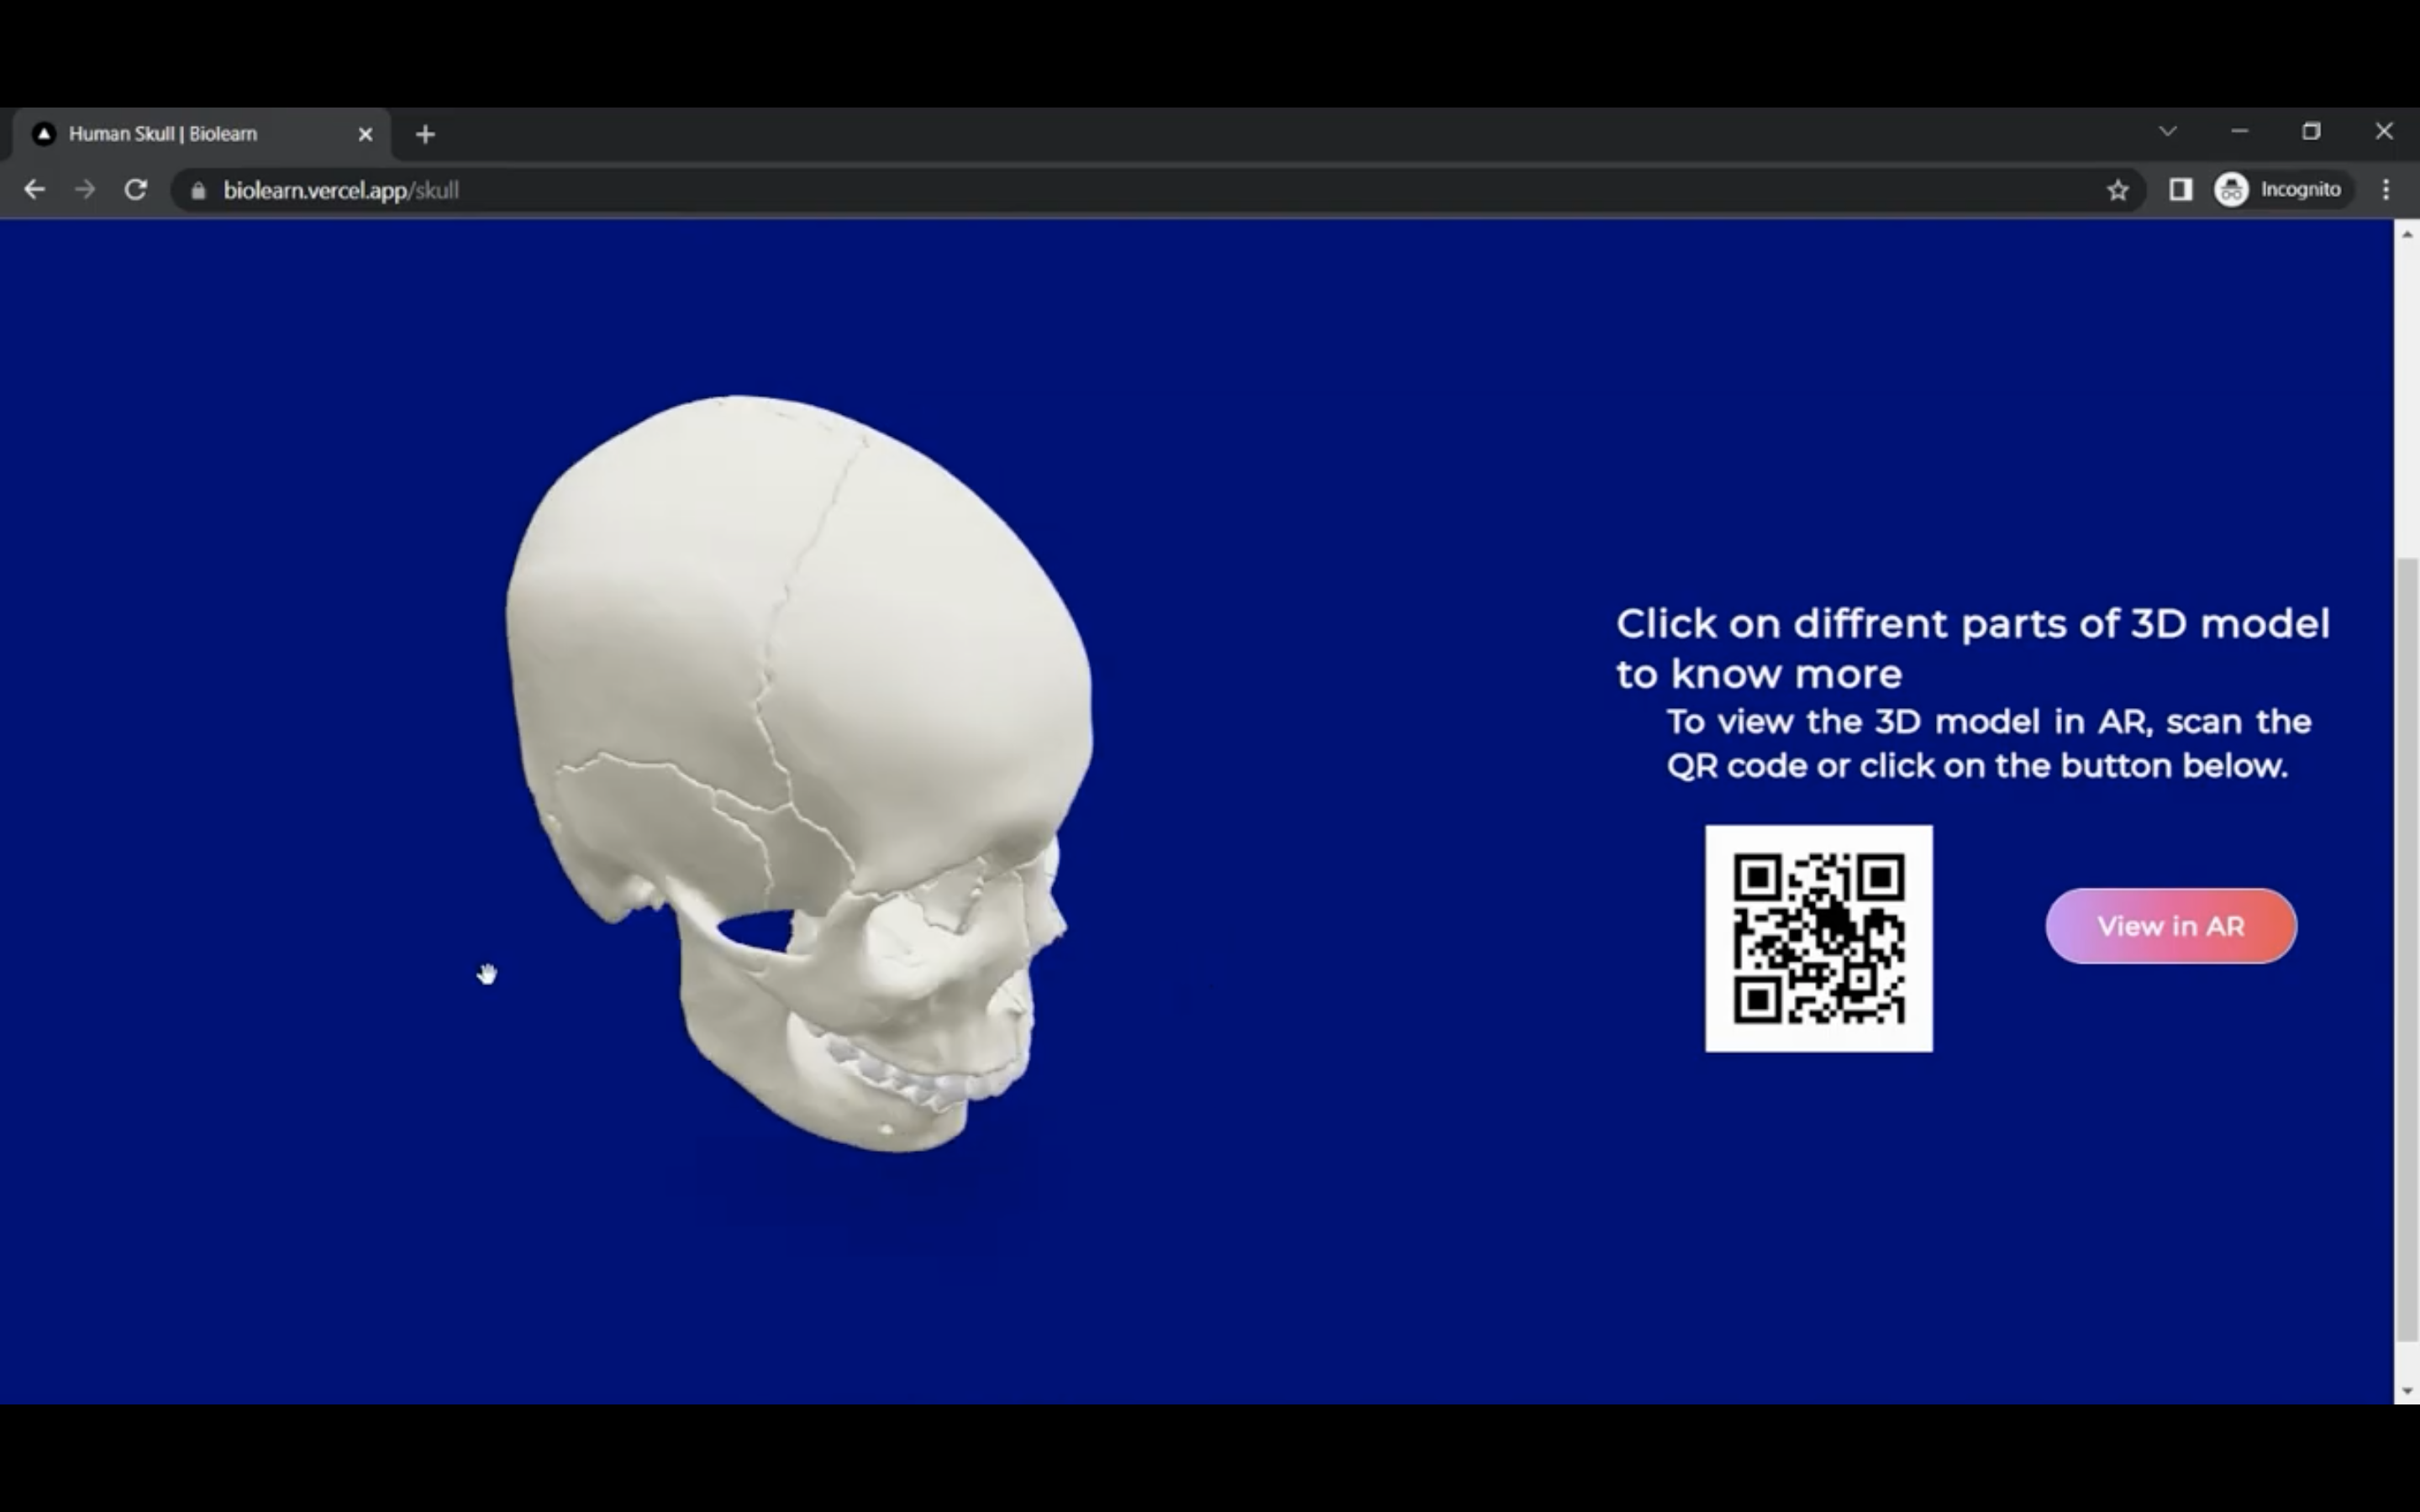 Human Skull | Biolearn
biolearn.vercel.app/skull
Incognito
Click on diffrent parts of 3D model
to know more
To view the 3D model in AR, scan the
QR code or click on the button below.
View in AR